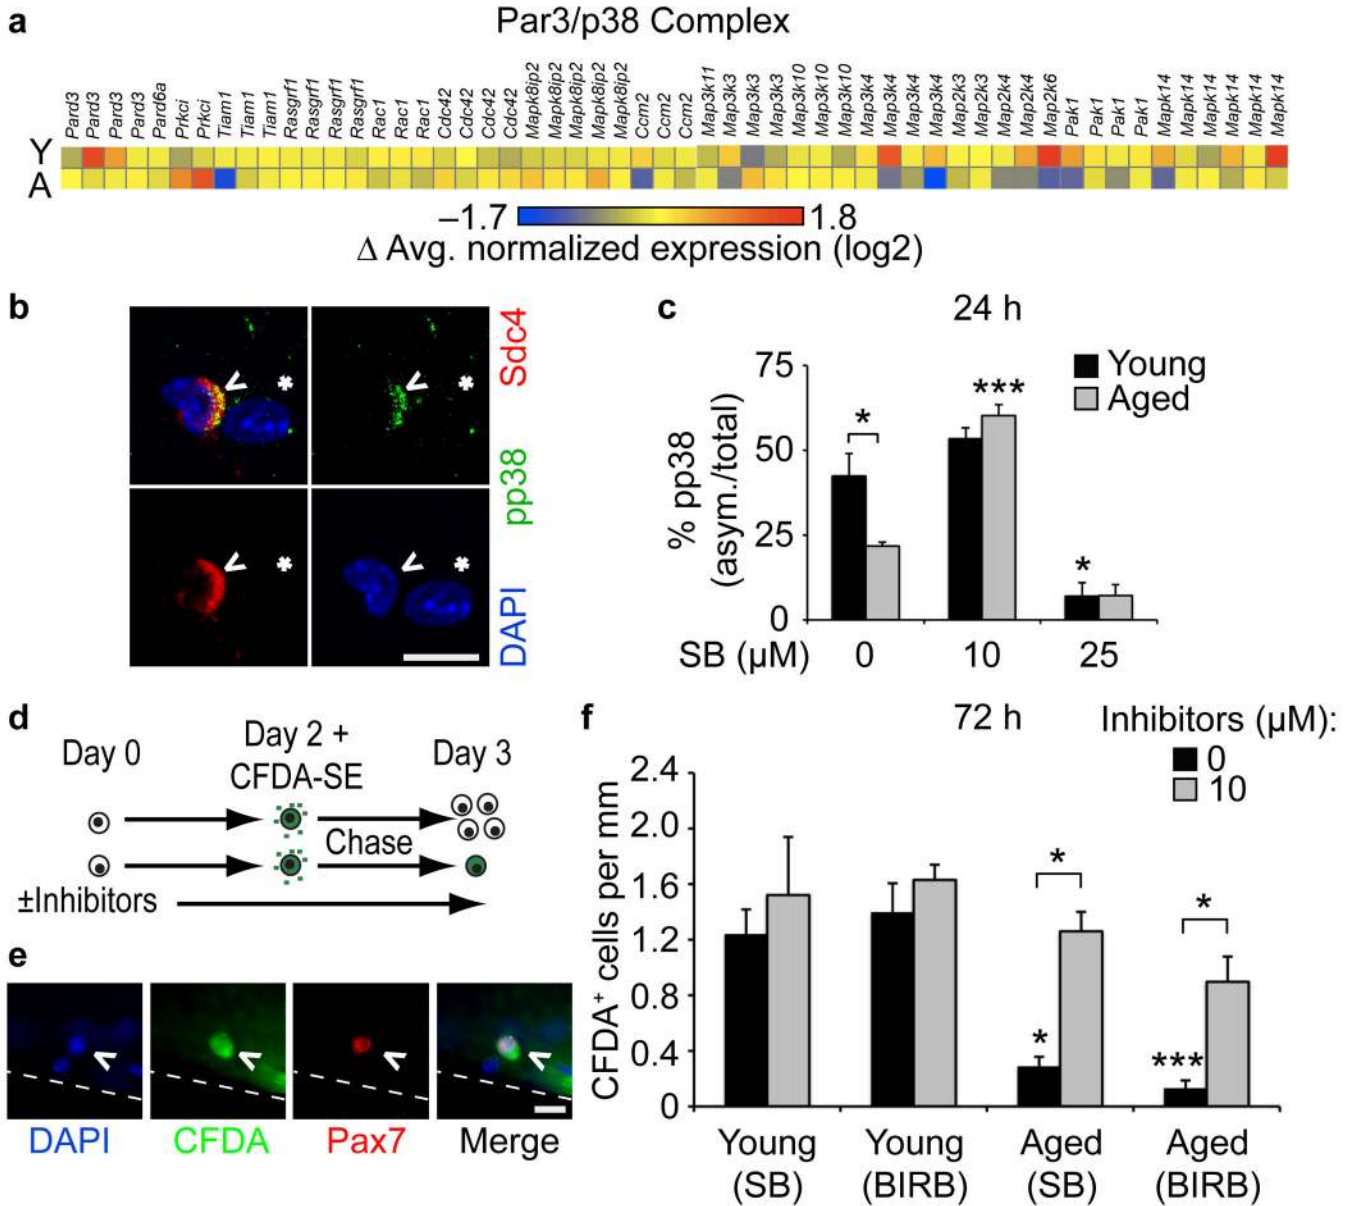 a
Par3/p38 Complex
Pard3 Pard3 Pard3 Pard3 Pard6a Prkci Prkci Tiam1 Tiam1 Tiam1 Rasgrf1 Rasgrf1 Rasgrf1 Rasgrf1 Rac1 Rac1 Rac1 Cdc42 Cdc42 Cdc42 Cdc42 Mapk8ip2 Mapk8ip2 Mapk8ip2 Mapk8ip2 Mapk8ip2 Ccm2 Ccm2 Ccm2 Map3k11 Map3k3 Map3k3 Map3k3 Map3k10 Map3k10 Map3k10 Map3k4 Map3k4 Map3k4 Map3k4 Map2k3 Map2k3 Map2k4 Map2k4 Map2k6 Pak1 Pak1 Pak1 Pak1 Mapk14 Mapk14 Mapk14 Mapk14 Mapk14 Mapk14
Y
A
–1.7 1.8
Δ Avg. normalized expression (log2)
b
Sdc4
pp38
DAPI
c
24 h
Young
Aged
% pp38
(asym./total)
75
50
25
0
*
***
*
SB (µM) 0 10 25
d
Day 0
Day 2 +
CFDA-SE
Day 3
Chase
±Inhibitors
e
DAPI CFDA Pax7 Merge
f
72 h
Inhibitors (µM):
0
10
CFDA⁺ cells per mm
2.4
2.0
1.6
1.2
0.8
0.4
0
*
*
*
***
Young
(SB)
Young
(BIRB)
Aged
(SB)
Aged
(BIRB)